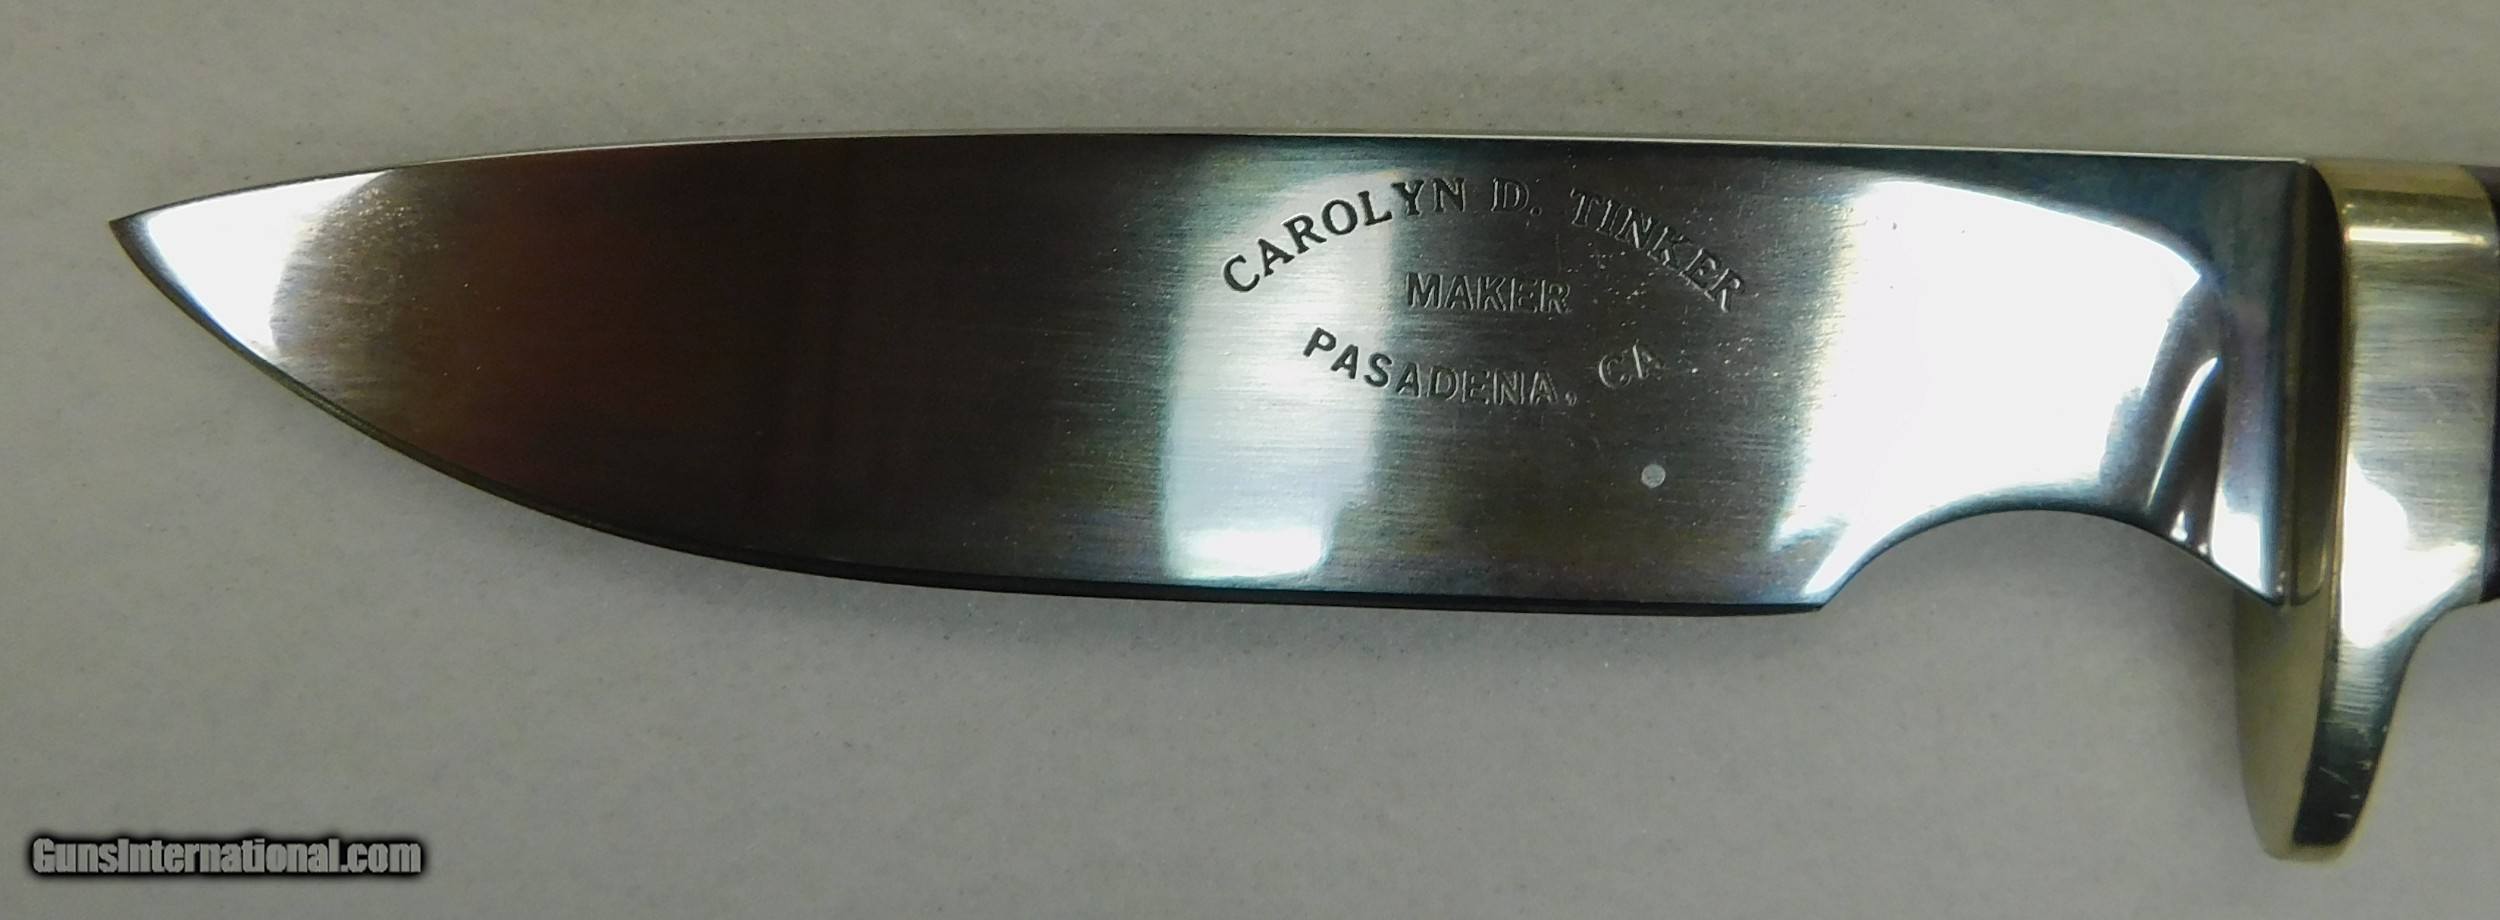 CAROLYN D. TINKER
MAKER
PASADENA, CA
GunsInternational.com